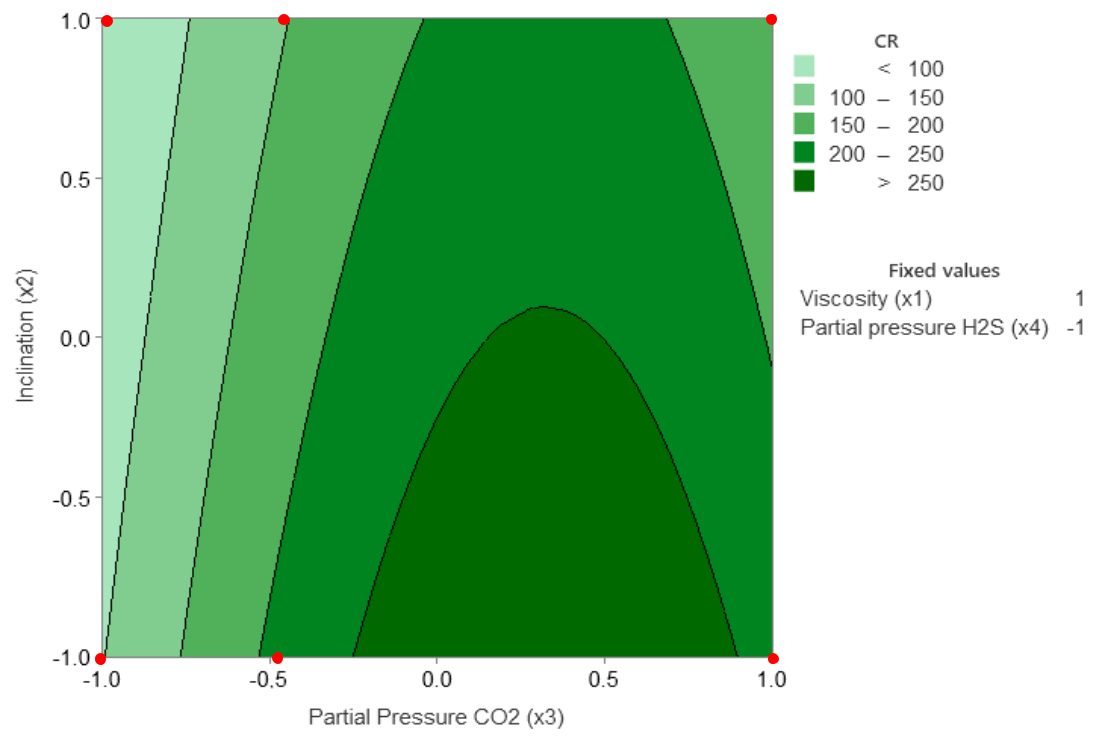 CR
< 100
100 – 150
150 – 200
200 – 250
> 250
Fixed values
Viscosity (x1) 1
Partial pressure H2S (x4) -1
Inclination (x2)
1.0
0.5
0.0
-0.5
-1.0
-1.0 -0.5 0.0 0.5 1.0
Partial Pressure CO2 (x3)